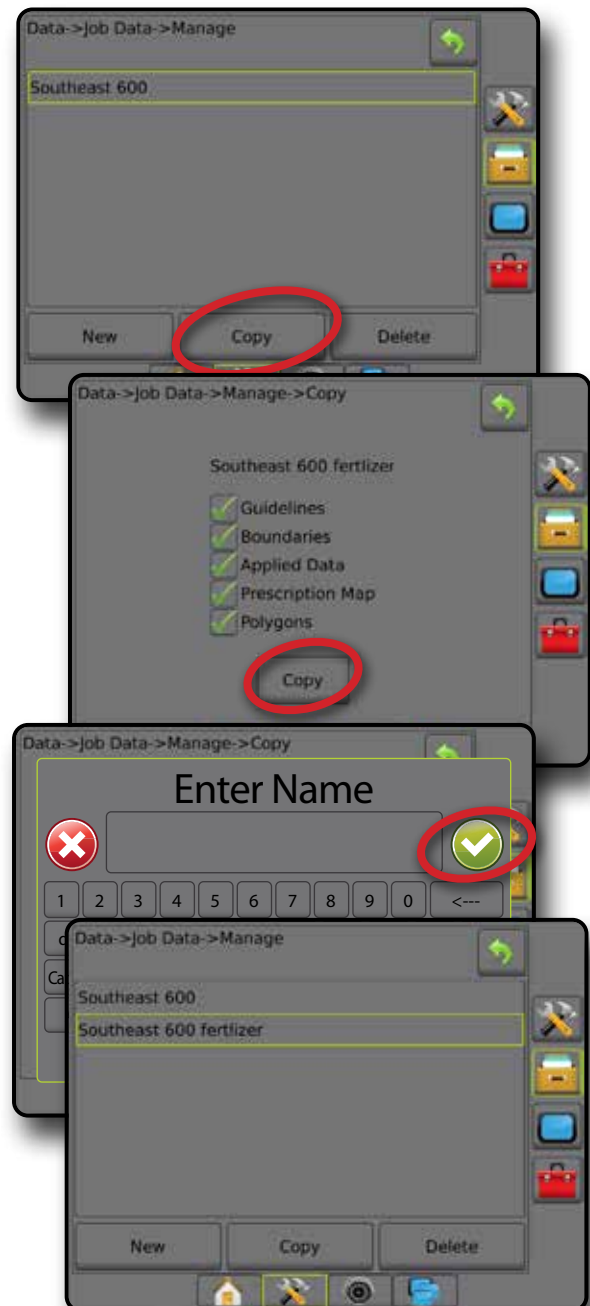 Data->Job Data->Manage
Southeast 600
New Copy Delete
Data->Job Data->Manage->Copy
Southeast 600 fertlizer
Guidelines
Boundaries
Applied Data
Prescription Map
Polygons
Copy
Data->Job Data->Manage->Copy
Enter Name
1 2 3 4 5 6 7 8 9 0 <---
Ca
Data->Job Data->Manage
Southeast 600
Southeast 600 fertlizer
New Copy Delete